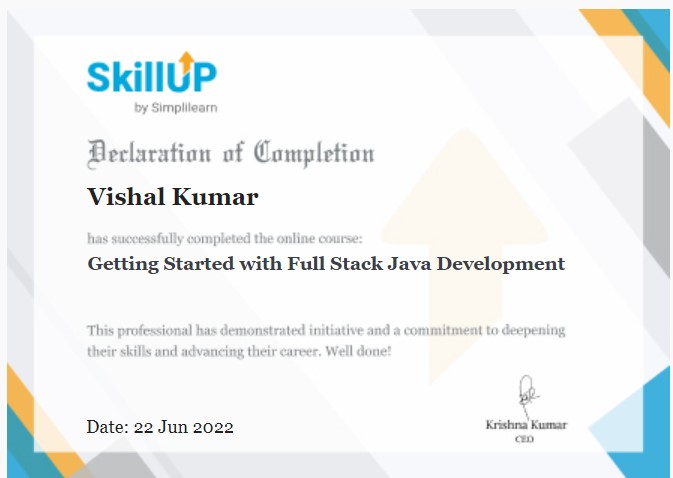 SkillUP
by Simplilearn
Declaration of Completion
Vishal Kumar
has successfully completed the online course:
Getting Started with Full Stack Java Development
This professional has demonstrated initiative and a commitment to deepening
their skills and advancing their career. Well done!
Date: 22 Jun 2022
Krishna Kumar
CEO